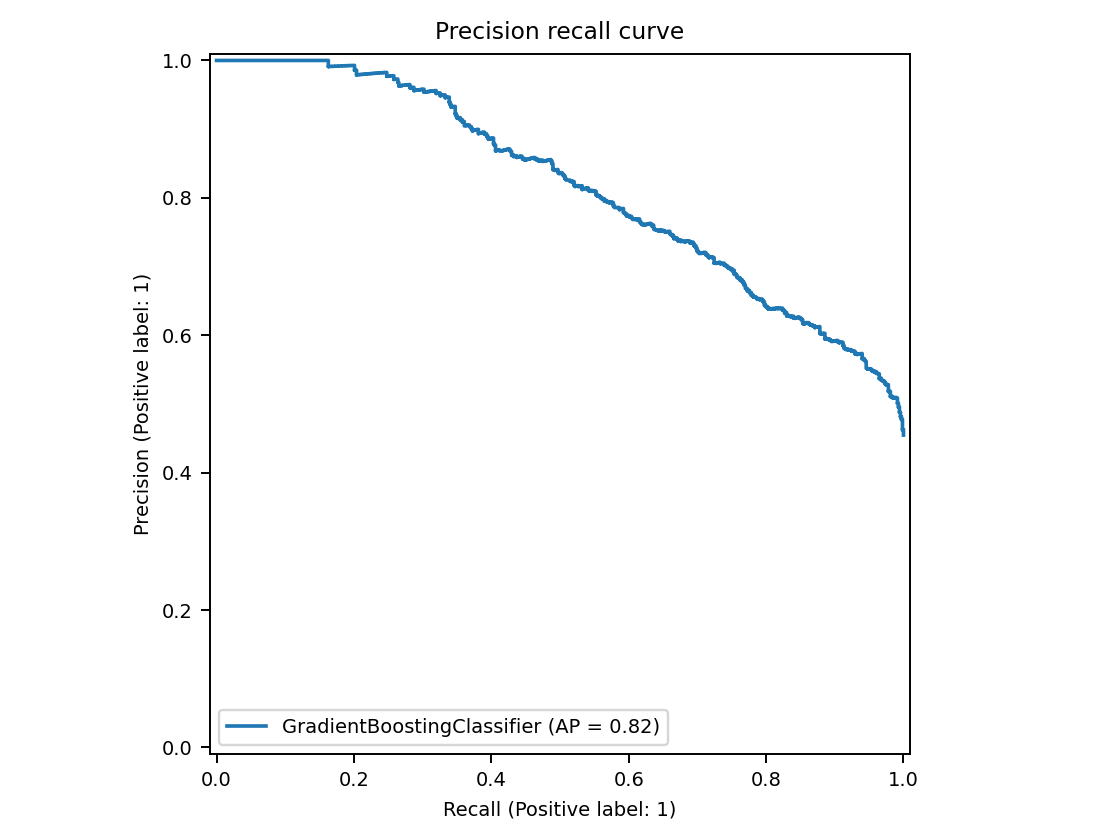 Precision recall curve
1.0
0.8
0.6
0.4
0.2
0.0
Precision (Positive label: 1)
GradientBoostingClassifier (AP = 0.82)
0.0 0.2 0.4 0.6 0.8 1.0
Recall (Positive label: 1)